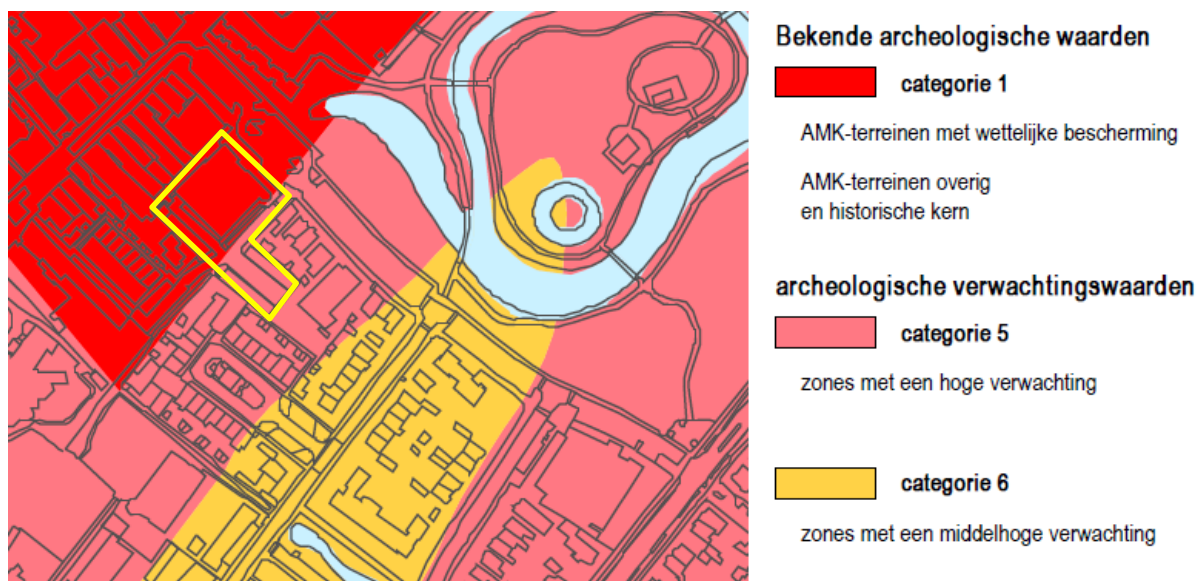 Bekende archeologische waarden
categorie 1
AMK-terreinen met wettelijke bescherming
AMK-terreinen overig
en historische kern
archeologische verwachtingswaarden
categorie 5
zones met een hoge verwachting
categorie 6
zones met een middelhoge verwachting